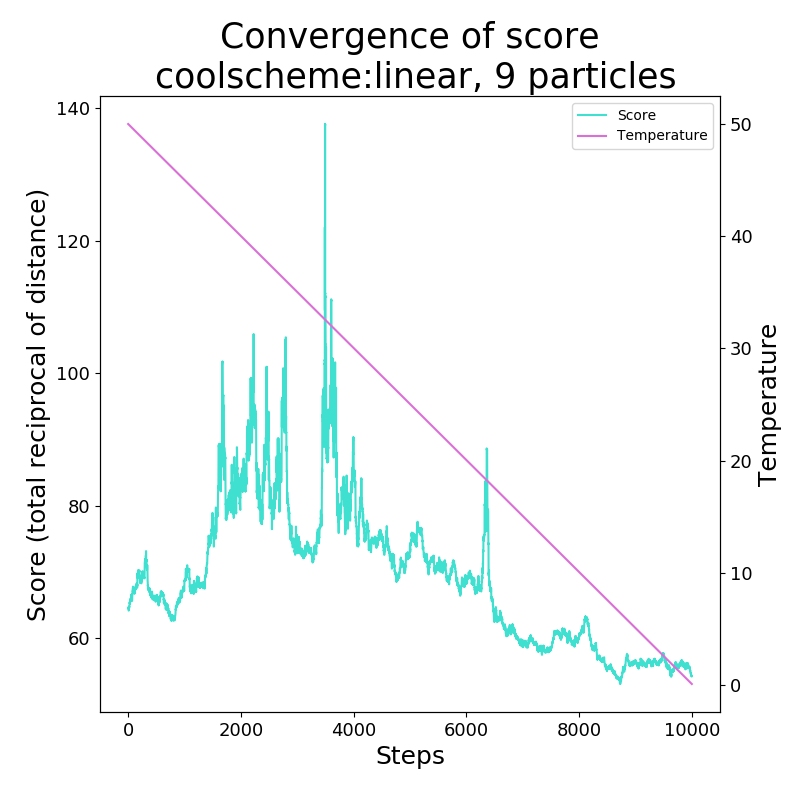 Convergence of score
coolscheme:linear, 9 particles
Score
Temperature
140
120
100
80
60
Score (total reciprocal of distance)
50
40
30
20
10
0
Temperature
0
2000
4000
6000
8000
10000
Steps